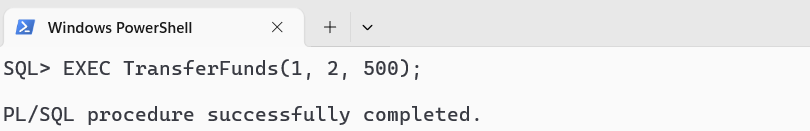 Windows PowerShell
SQL> EXEC TransferFunds(1, 2, 500);
PL/SQL procedure successfully completed.